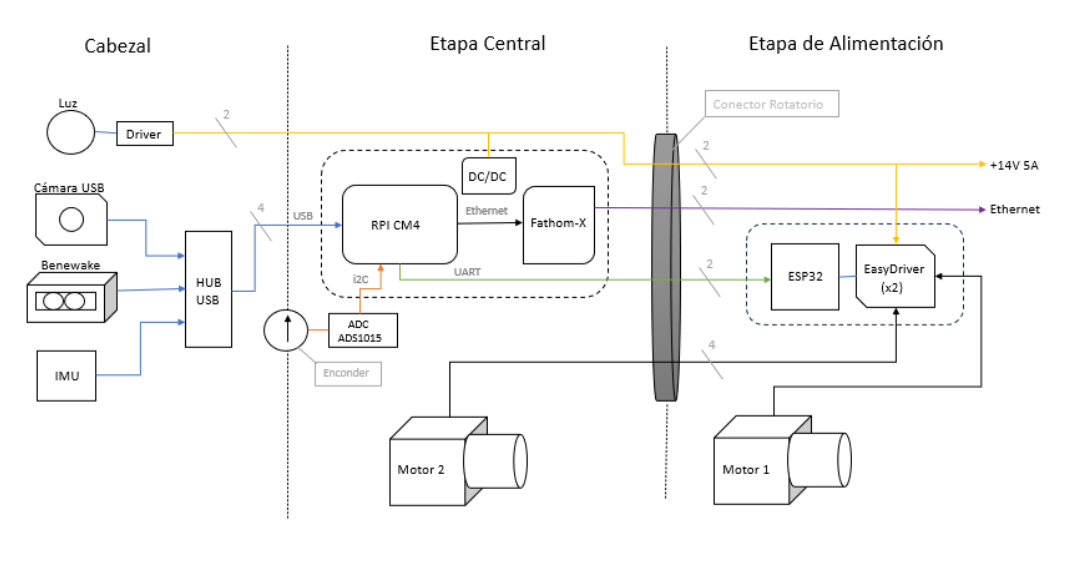 Cabezal
Etapa Central
Etapa de Alimentación
Luz
Driver
2
Conector Rotatorio
2
+14V 5A
DC/DC
Cámara USB
4
USB
RPI CM4
Ethernet
Fathom-X
2
Ethernet
Benewake
HUB
USB
i2C
UART
2
ESP32
EasyDriver
(x2)
ADC
ADS1015
IMU
Enconder
4
Motor 2
Motor 1